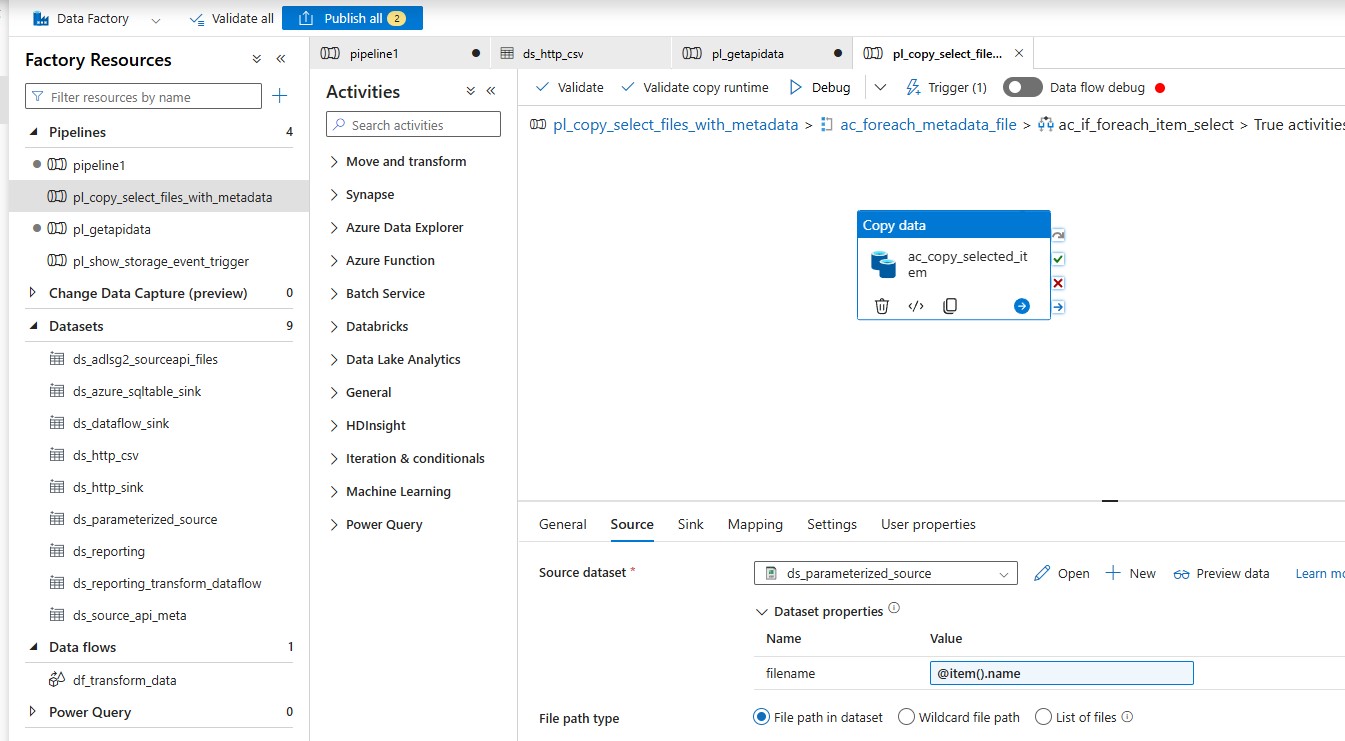 Data Factory
Validate all
Publish all 2
Factory Resources
Filter resources by name
Pipelines 4
pipeline1
pl_copy_select_files_with_metadata
pl_getapidata
pl_show_storage_event_trigger
Change Data Capture (preview) 0
Datasets 9
ds_adlsg2_sourceapi_files
ds_azure_sqltable_sink
ds_dataflow_sink
ds_http_csv
ds_http_sink
ds_parameterized_source
ds_reporting
ds_reporting_transform_dataflow
ds_source_api_meta
Data flows 1
df_transform_data
Power Query 0
pipeline1
ds_http_csv
pl_getapidata
pl_copy_select_file...
Activities
Search activities
Move and transform
Synapse
Azure Data Explorer
Azure Function
Batch Service
Databricks
Data Lake Analytics
General
HDInsight
Iteration & conditionals
Machine Learning
Power Query
Validate
Validate copy runtime
Debug
Trigger (1)
Data flow debug
pl_copy_select_files_with_metadata > ac_foreach_metadata_file > ac_if_foreach_item_select > True activities
Copy data
ac_copy_selected_it
em
General Source Sink Mapping Settings User properties
Source dataset *
ds_parameterized_source
Open
New
Preview data
Learn mo
Dataset properties
Name Value
filename @item().name
File path type
File path in dataset
Wildcard file path
List of files